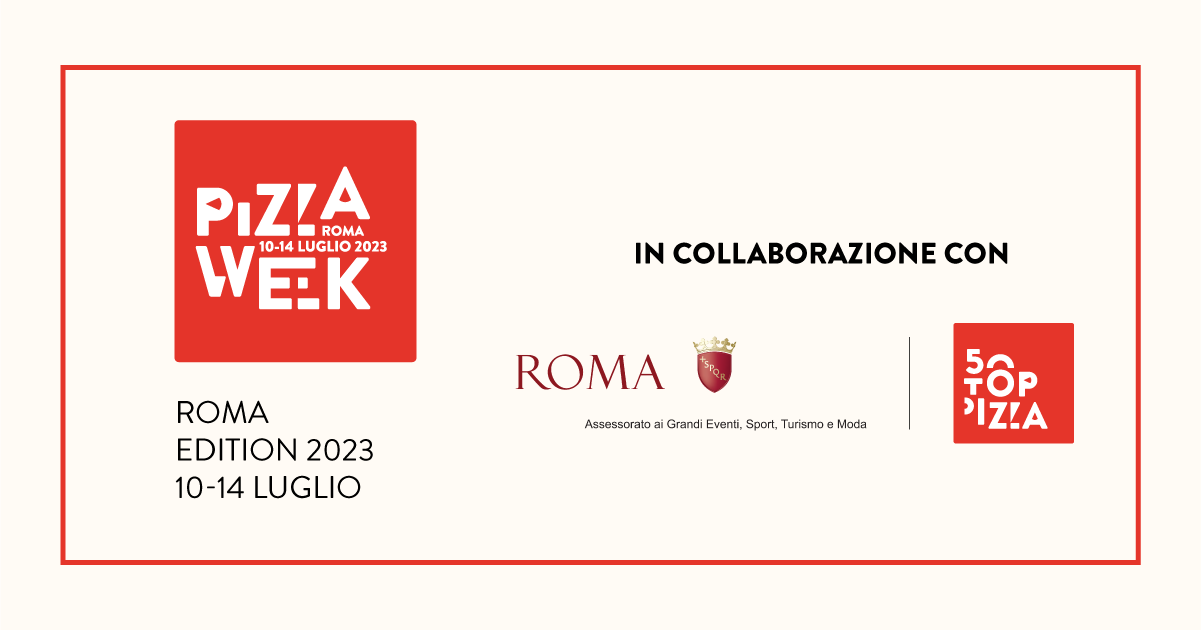 PIZZA
ROMA
10-14 LUGLIO 2023
WEEK
ROMA
EDITION 2023
10-14 LUGLIO
IN COLLABORAZIONE CON
ROMA
SPQR
Assessorato ai Grandi Eventi, Sport, Turismo e Moda
50
TOP
PIZZA